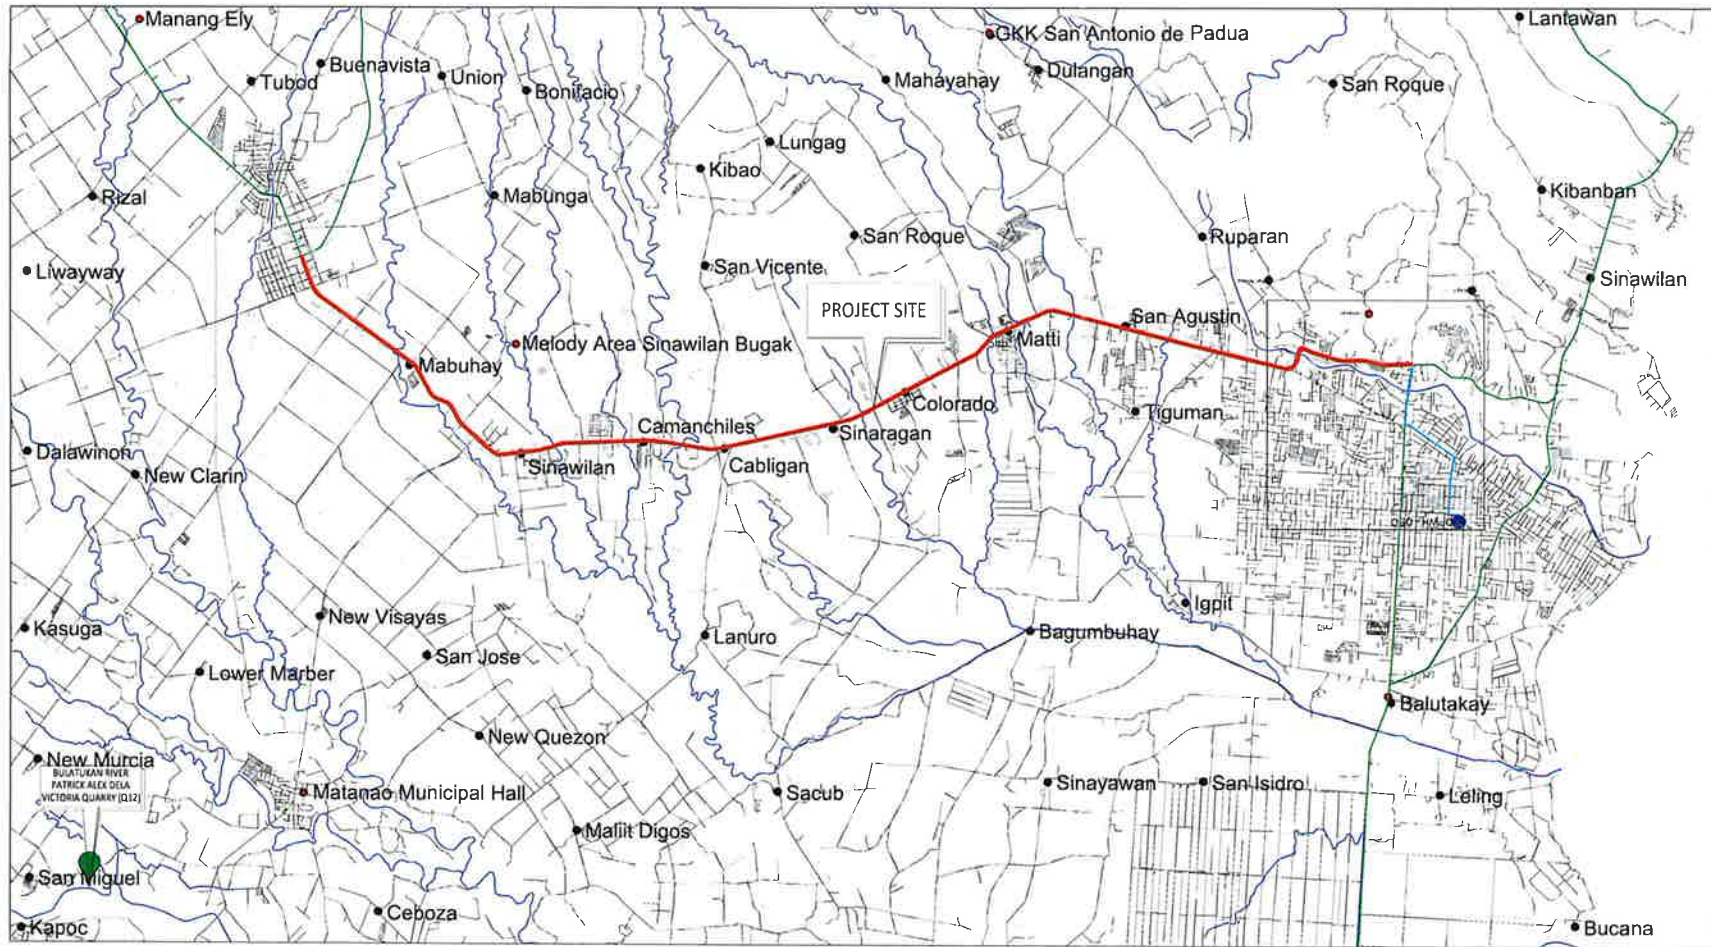 Manang Ely
Lantawan
GKK San Antonio de Padua
Buenavista
Tubod
Union
Bonifacio
Mahayahay
Dulangan
San Roque
Lungag
Kibao
Rizal
Mabunga
Kibanban
San Roque
Ruparan
Liwayway
San Vicente
Sinawilan
PROJECT SITE
San Agustin
Matti
Melody Area Sinawilan Bugak
Mabuhay
Colorado
Tiguman
Camanchiles
Sinaragan
Dalawinon
New Clarin
Sinawilan
Cabligan
DPWH - DEO
Igpit
New Visayas
Kasuga
Lanuro
Bagumbuhay
San Jose
Lower Marber
Balutakay
New Quezon
New Murcia
BULATUKAN RIVER
PATRICK ALEX DELA
VICTORIA QUARRY (Q12)
Matanao Municipal Hall
Sacub
Sinayawan
San Isidro
Leling
Maliit Digos
San Miguel
Ceboza
Kapoc
Bucana